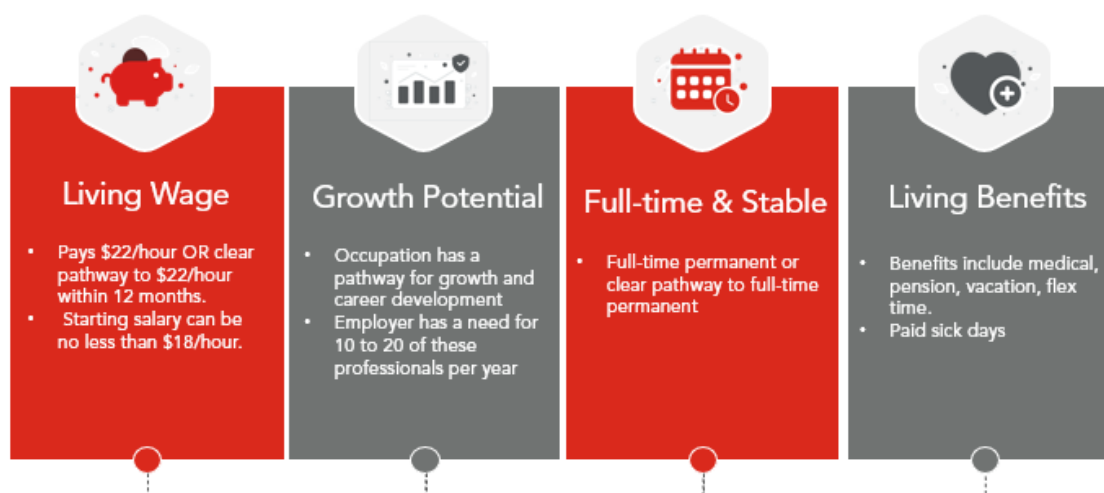 Living Wage
• Pays $22/hour OR clear
pathway to $22/hour
within 12 months.
• Starting salary can be
no less than $18/hour.
Growth Potential
• Occupation has a
pathway for growth and
career development
• Employer has a need for
10 to 20 of these
professionals per year
Full-time & Stable
• Full-time permanent or
clear pathway to full-time
permanent
Living Benefits
• Benefits include medical,
pension, vacation, flex
time.
• Paid sick days